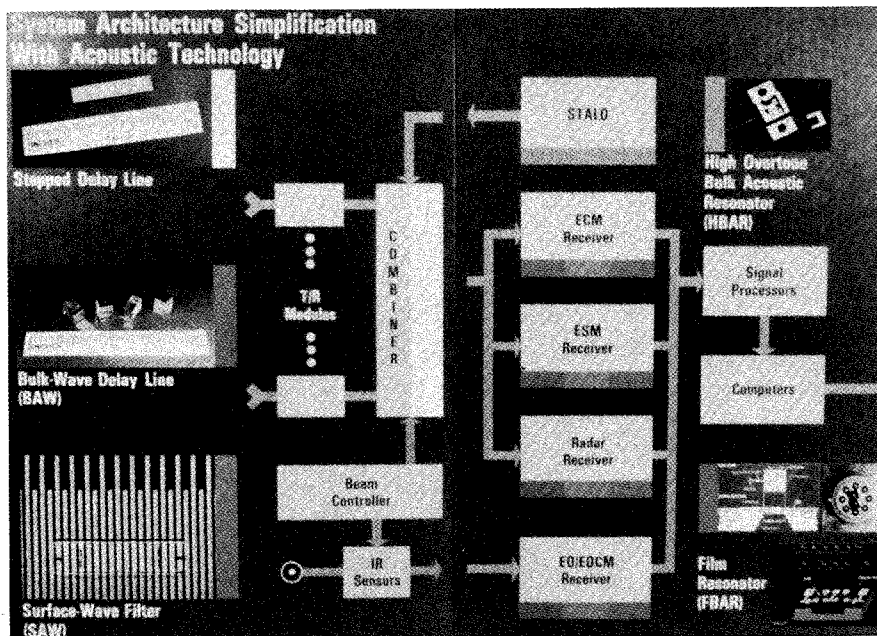 System Architecture Simplification
With Acoustic Technology
Stepped Delay Line
Bulk-Wave Delay Line
(BAW)
Surface-Wave Filter
(SAW)
T/R
Modules
COMBINER
Beam
Controller
IR
Sensors
STALO
ECM
Receiver
ESM
Receiver
Radar
Receiver
EO/EOCM
Receiver
High Overtone
Bulk Acoustic
Resonator
(HBAR)
Signal
Processors
Computers
Film
Resonator
(FBAR)